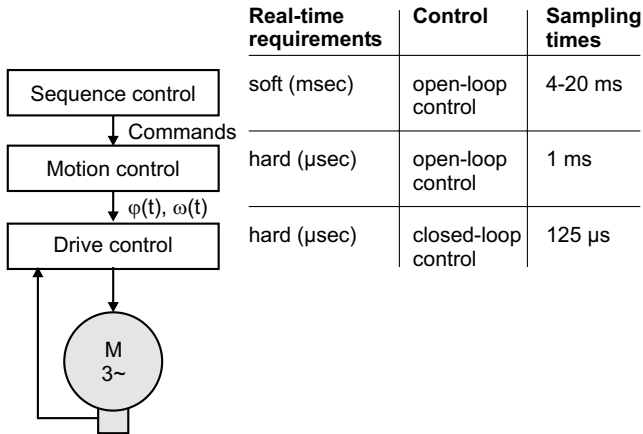 Real-time requirements
Control
Sampling times
Sequence control
soft (msec)
open-loop control
4-20 ms
Commands
Motion control
hard (µsec)
open-loop control
1 ms
φ(t), ω(t)
Drive control
hard (µsec)
closed-loop control
125 µs
M
3~